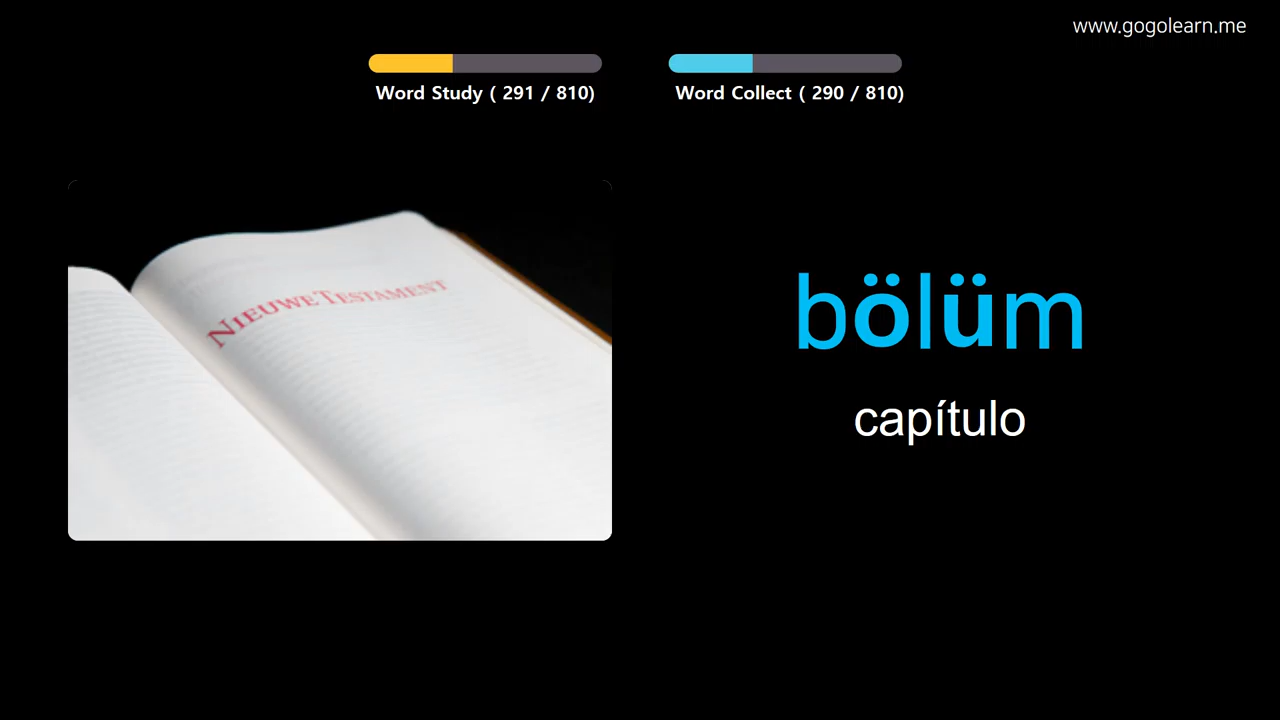 www.gogolearn.me
Word Study ( 291 / 810)
Word Collect ( 290 / 810)
NIEUWE TESTAMENT
bölüm
capítulo